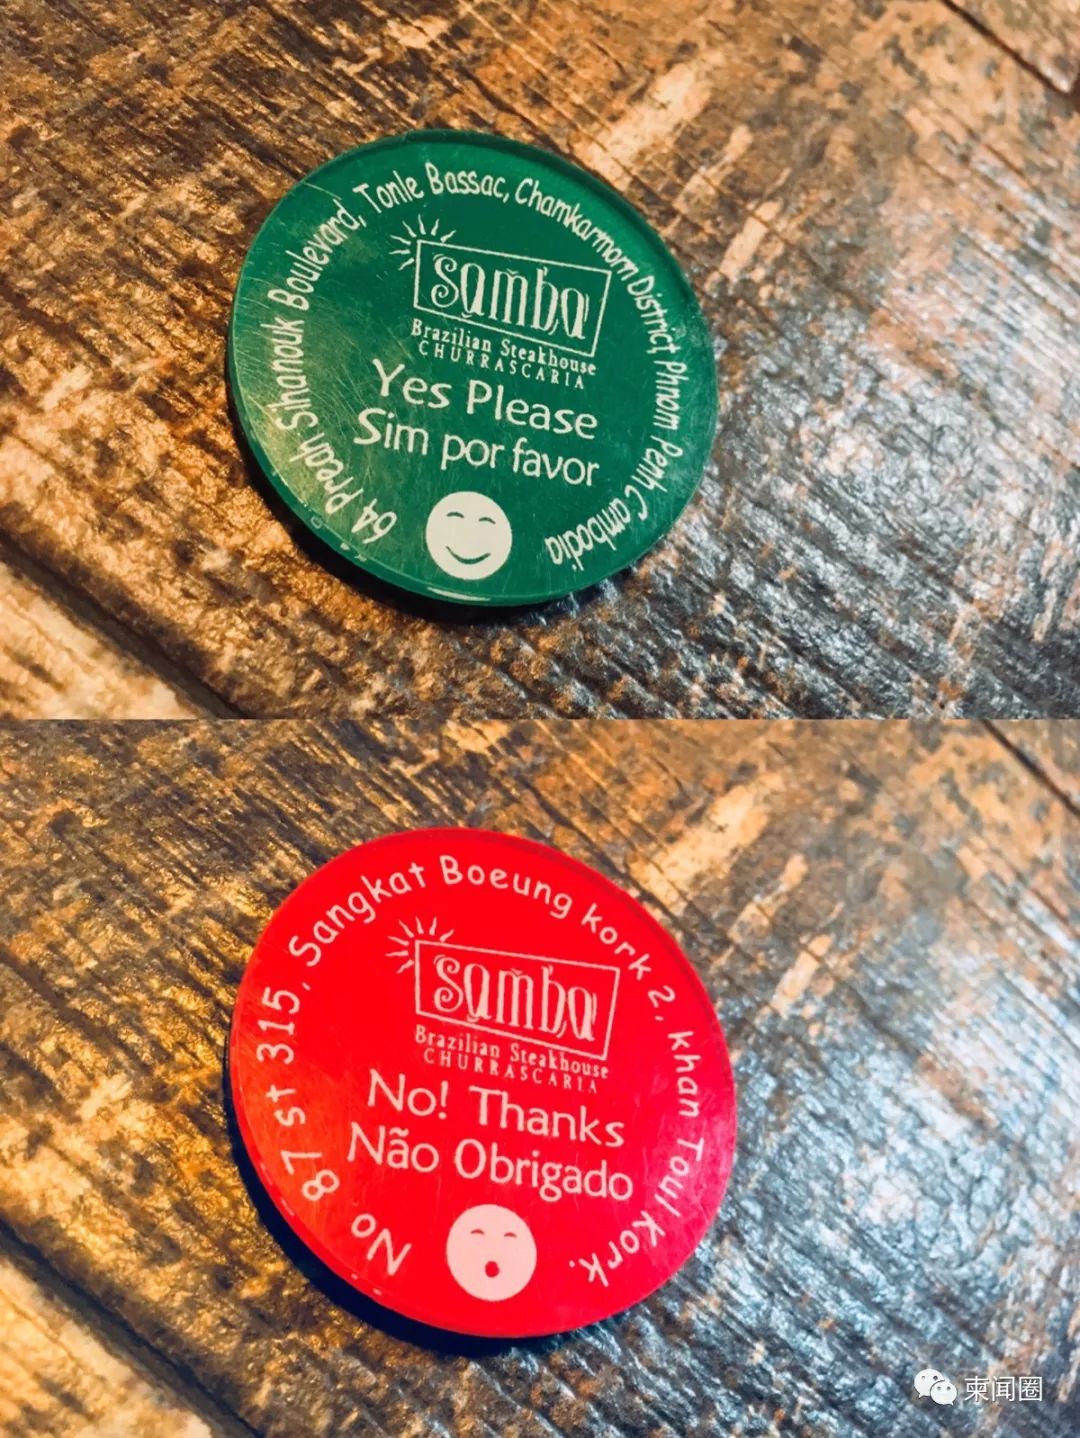 64 Preah Sihanouk Boulevard, Tonle Bassac, Chamkarmorn District, Phnom Penh Cambodia
samba
Brazilian Steakhouse
CHURRASCARIA
Yes Please
Sim por favor
No 87 st 315, Sangkat Boeung kork 2, khan Toul Kork.
samba
Brazilian Steakhouse
CHURRASCARIA
No! Thanks
Não Obrigado
柬闻圈